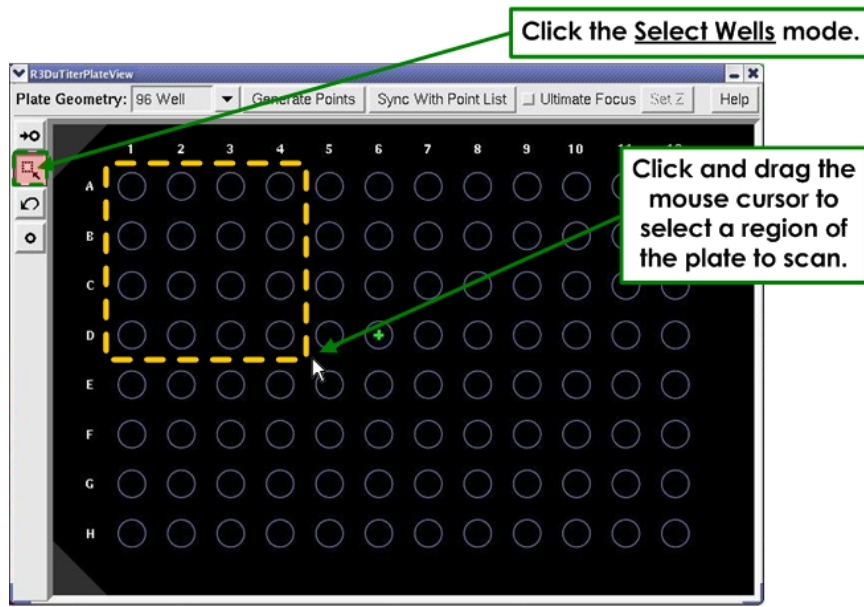 Click the Select Wells mode.
R3DuTiterPlateView
Plate Geometry: 96 Well Generate Points Sync With Point List Ultimate Focus Set Z Help
1 2 3 4 5 6 7 8 9 10
Click and drag the
mouse cursor to
select a region of
the plate to scan.
A
B
C
D
E
F
G
H